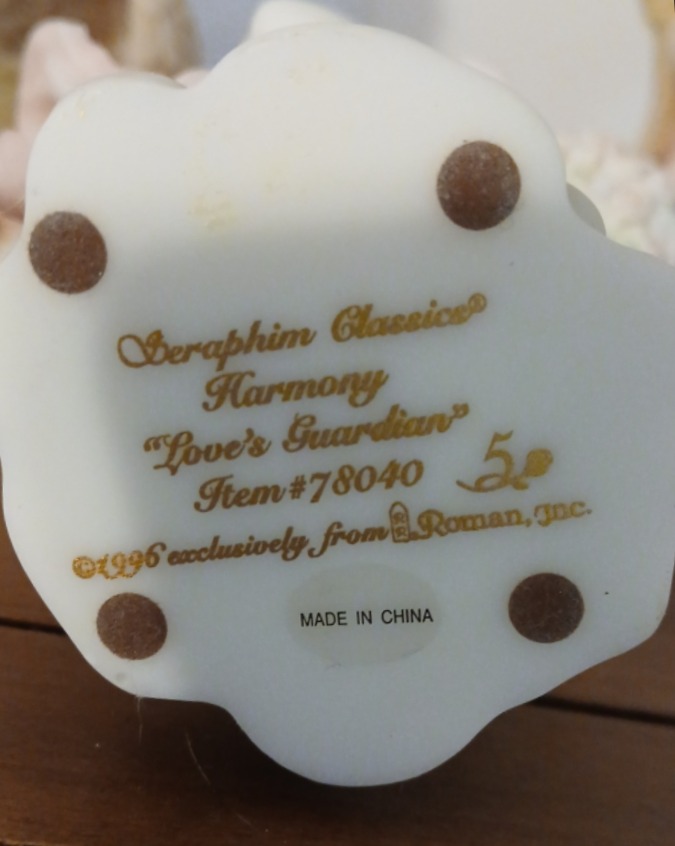 Seraphim Classics®
Harmony
"Love's Guardian"
Item #78040
©1996 exclusively from Roman, Inc.
MADE IN CHINA